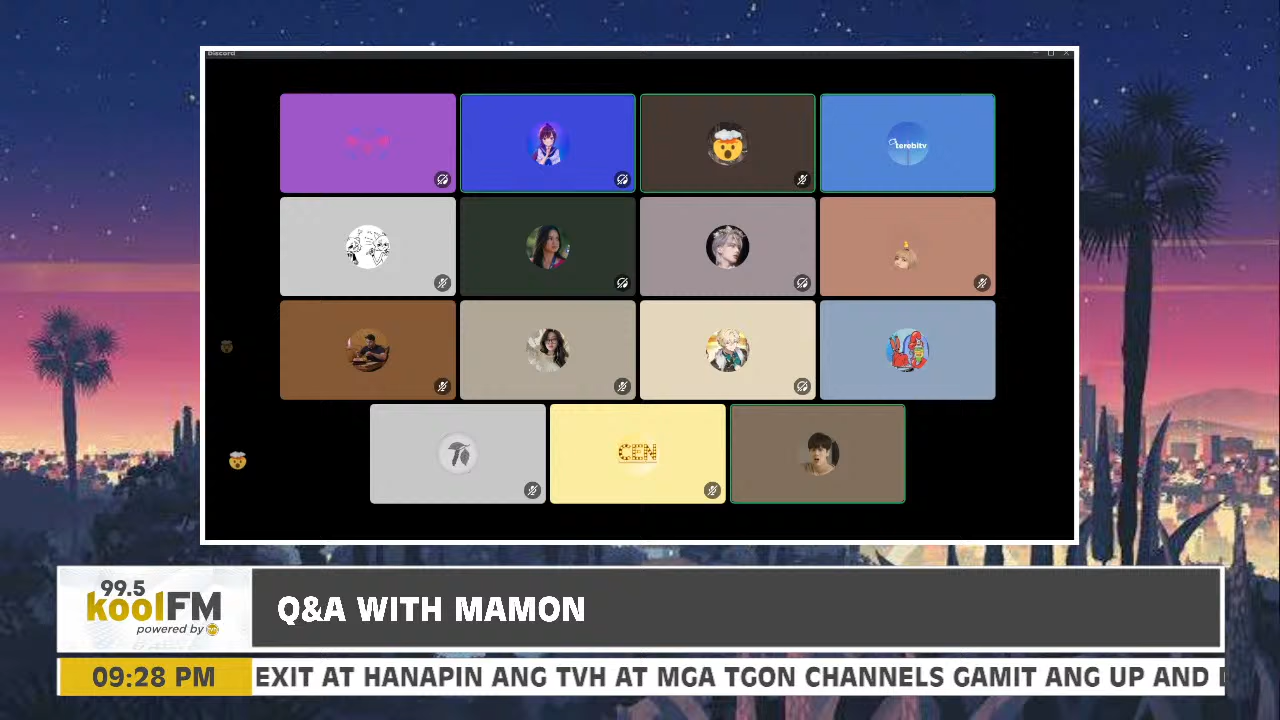 Discord
terebitv
CEN
99.5
koolFM
powered by
Q&A WITH MAMON
09:28 PM
EXIT AT HANAPIN ANG TVH AT MGA TGON CHANNELS GAMIT ANG UP AND